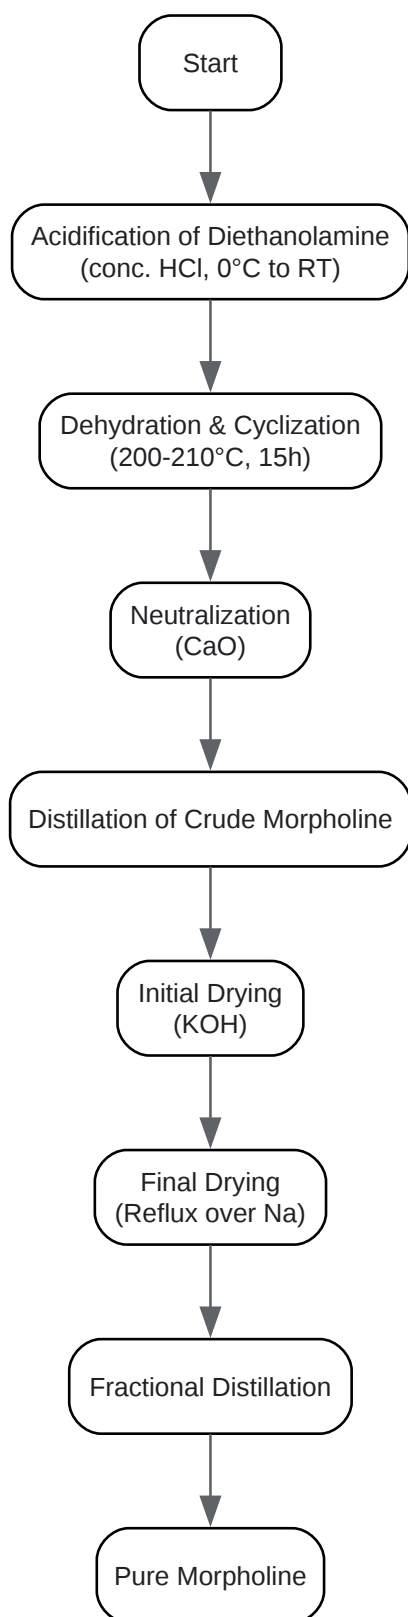 Start
Acidification of Diethanolamine
(conc. HCl, 0°C to RT)
Dehydration & Cyclization
(200-210°C, 15h)
Neutralization
(CaO)
Distillation of Crude Morpholine
Initial Drying
(KOH)
Final Drying
(Reflux over Na)
Fractional Distillation
Pure Morpholine